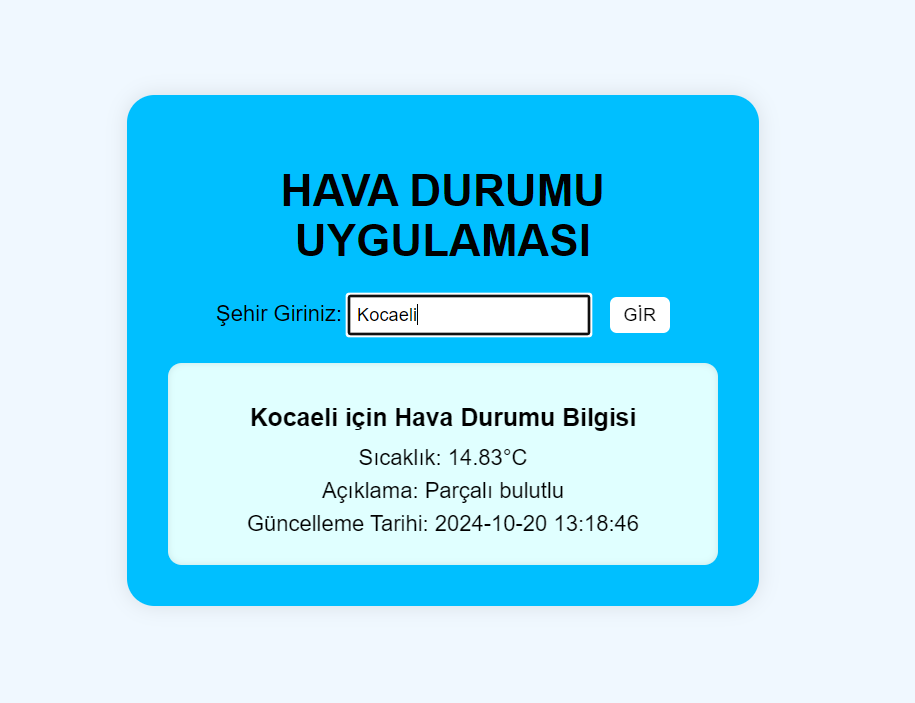 HAVA DURUMU
UYGULAMASI
Şehir Giriniz: Kocaeli GİR
Kocaeli için Hava Durumu Bilgisi
Sıcaklık: 14.83°C
Açıklama: Parçalı bulutlu
Güncelleme Tarihi: 2024-10-20 13:18:46